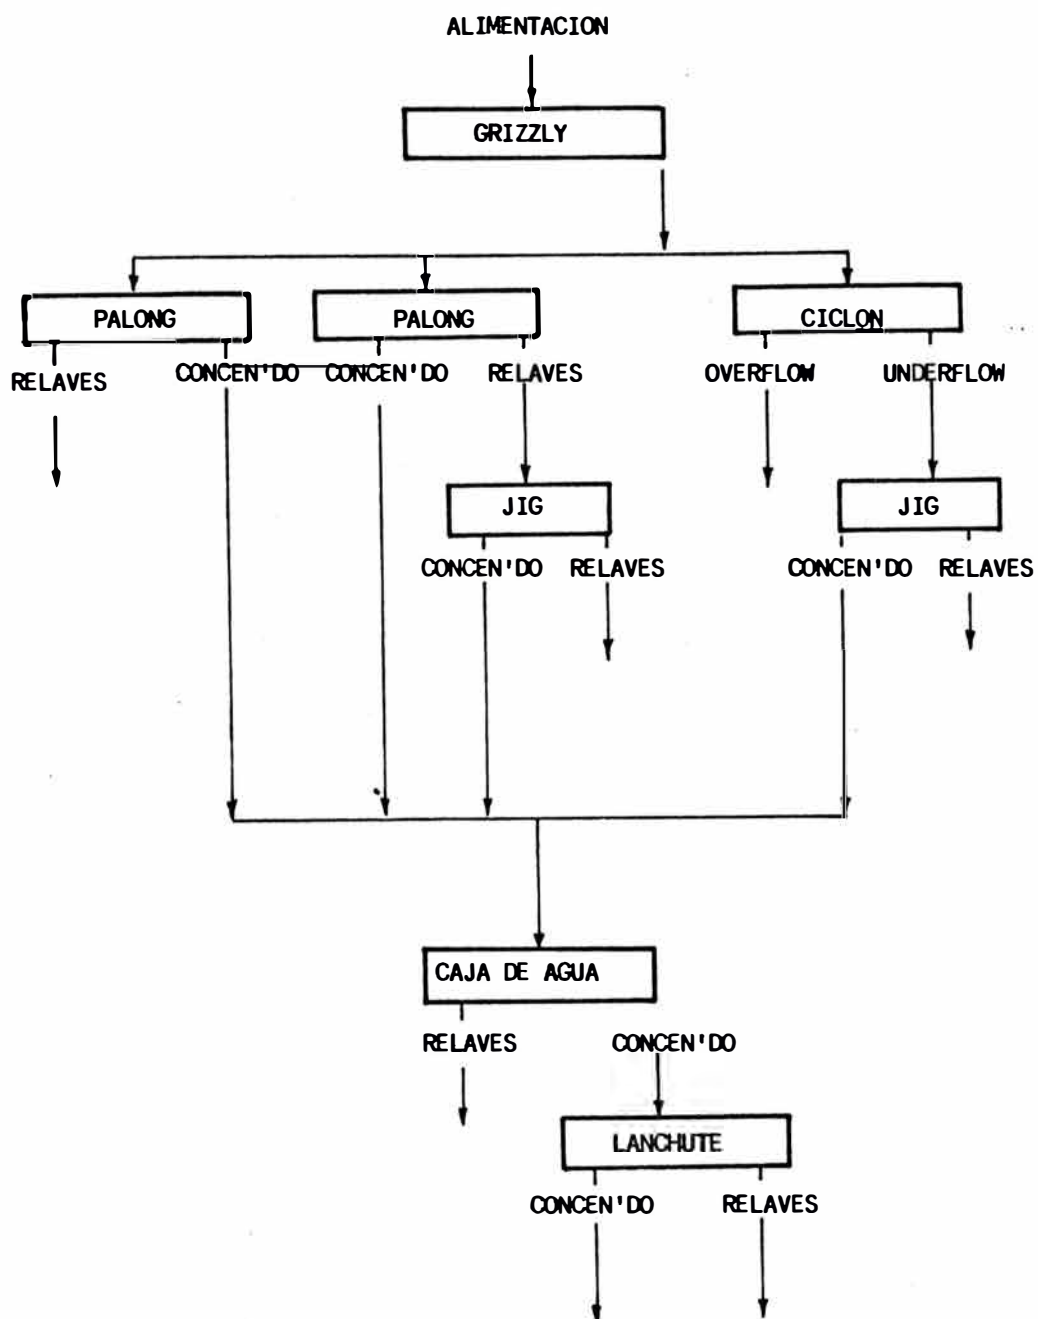 ALIMENTACION
GRIZZLY
PALONG PALONG CICLON
RELAVES CONCEN'DO CONCEN'DO RELAVES OVERFLOW UNDERFLOW
JIG JIG
CONCEN'DO RELAVES CONCEN'DO RELAVES
CAJA DE AGUA
RELAVES CONCEN'DO
LANCHUTE
CONCEN'DO RELAVES